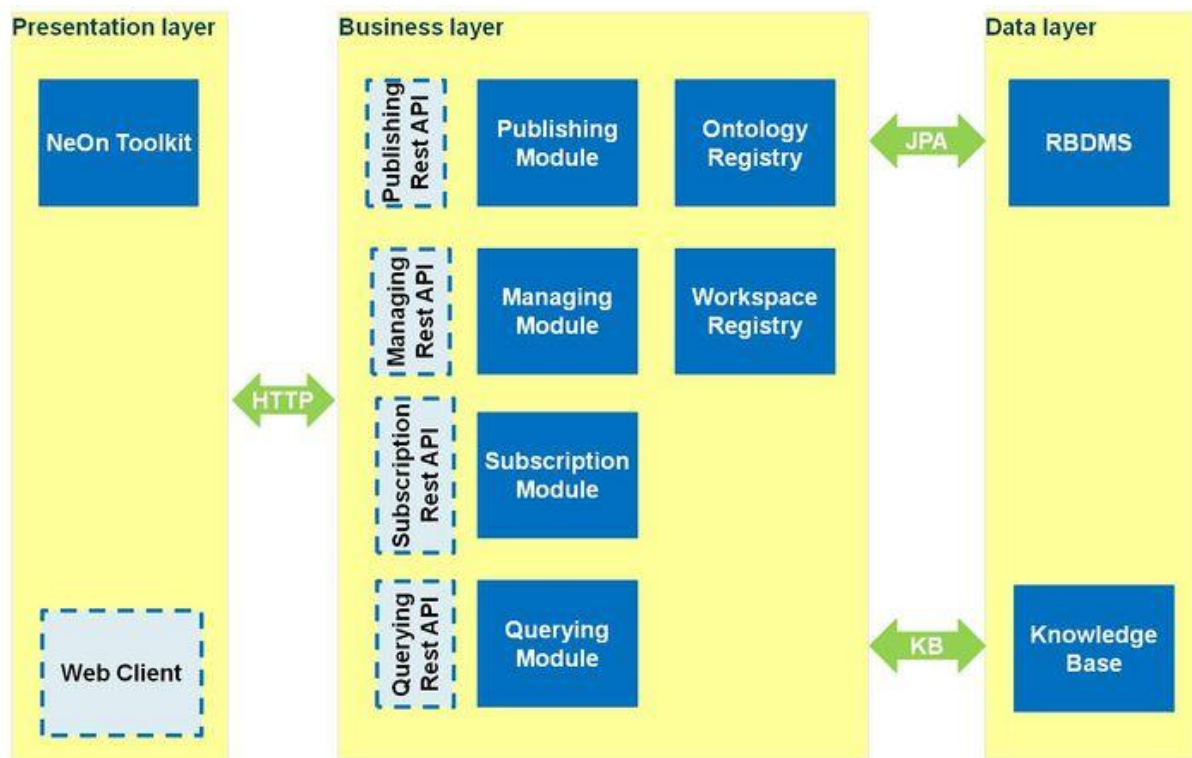 Presentation layer
Business layer
Data layer
NeOn Toolkit
Publishing
Rest API
Publishing
Module
Ontology
Registry
JPA
RBDMS
Managing
Rest API
Managing
Module
Workspace
Registry
HTTP
Subscription
Rest API
Subscription
Module
Web Client
Querying
Rest API
Querying
Module
KB
Knowledge
Base